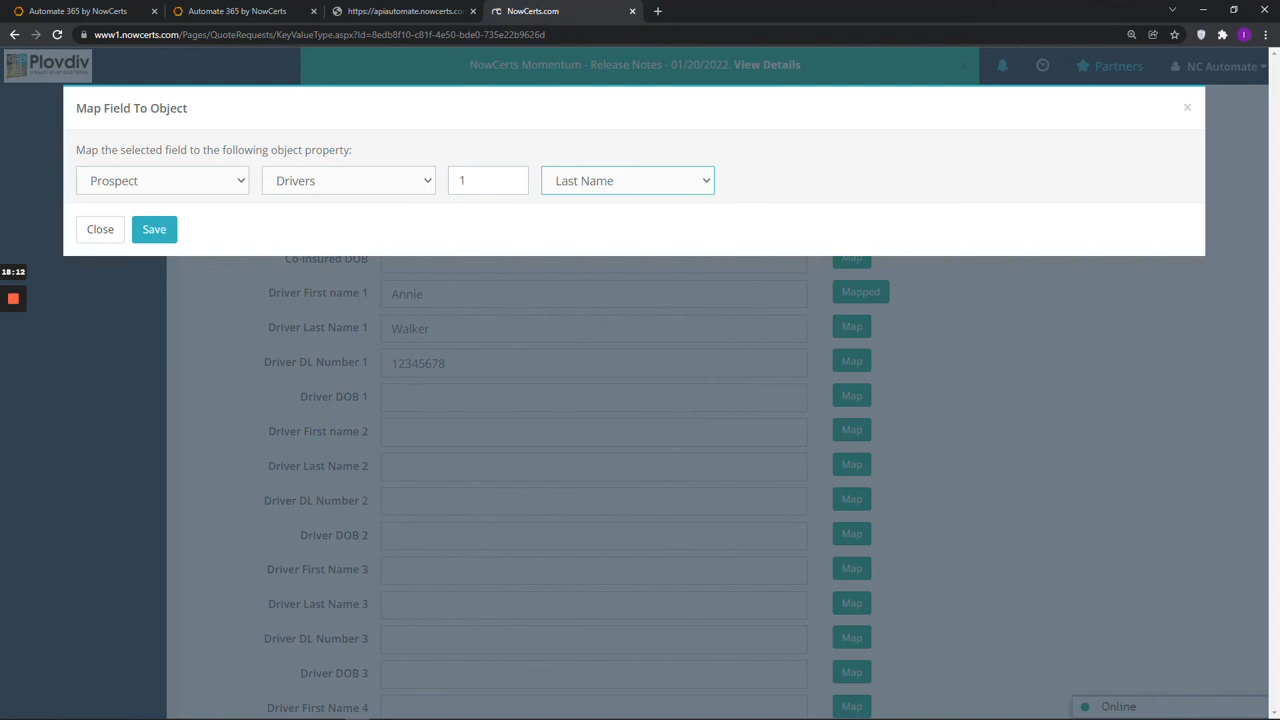 Automate 365 by NowCerts
Automate 365 by NowCerts
https://apiautomate.nowcerts.co
NowCerts.com
www1.nowcerts.com/Pages/QuoteRequests/KeyValueType.aspx?Id=8edb8f10-c81f-4e50-bde0-735e22b9626d
Plovdiv
NowCerts Momentum - Release Notes - 01/20/2022. View Details
Partners
NC Automate
Map Field To Object
Map the selected field to the following object property:
Prospect
Drivers
1
Last Name
Close
Save
18:12
Co-insured DOB
Map
Driver First name 1
Annie
Mapped
Driver Last Name 1
Walker
Map
Driver DL Number 1
12345678
Map
Driver DOB 1
Map
Driver First name 2
Map
Driver Last Name 2
Map
Driver DL Number 2
Map
Driver DOB 2
Map
Driver First Name 3
Map
Driver Last Name 3
Map
Driver DL Number 3
Map
Driver DOB 3
Map
Driver First Name 4
Map
Online